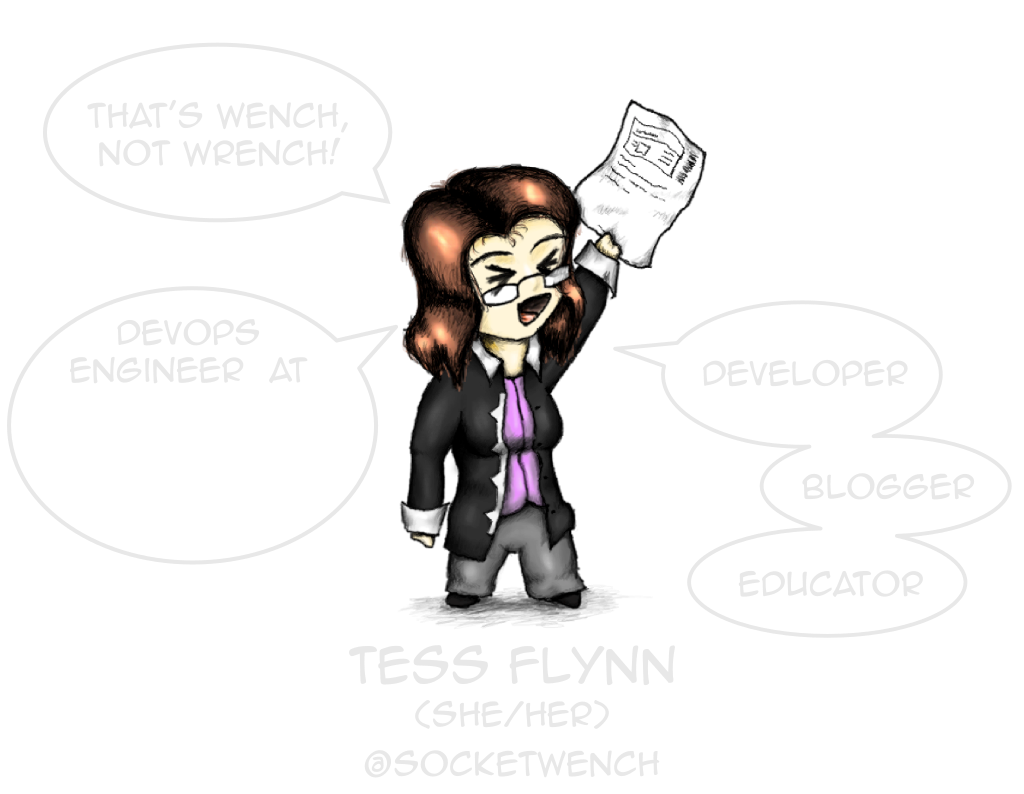 THAT'S WENCH,
NOT WRENCH!
DEVOPS
ENGINEER AT
DEVELOPER
BLOGGER
EDUCATOR
TESS FLYNN
(SHE/HER)
@SOCKETWENCH